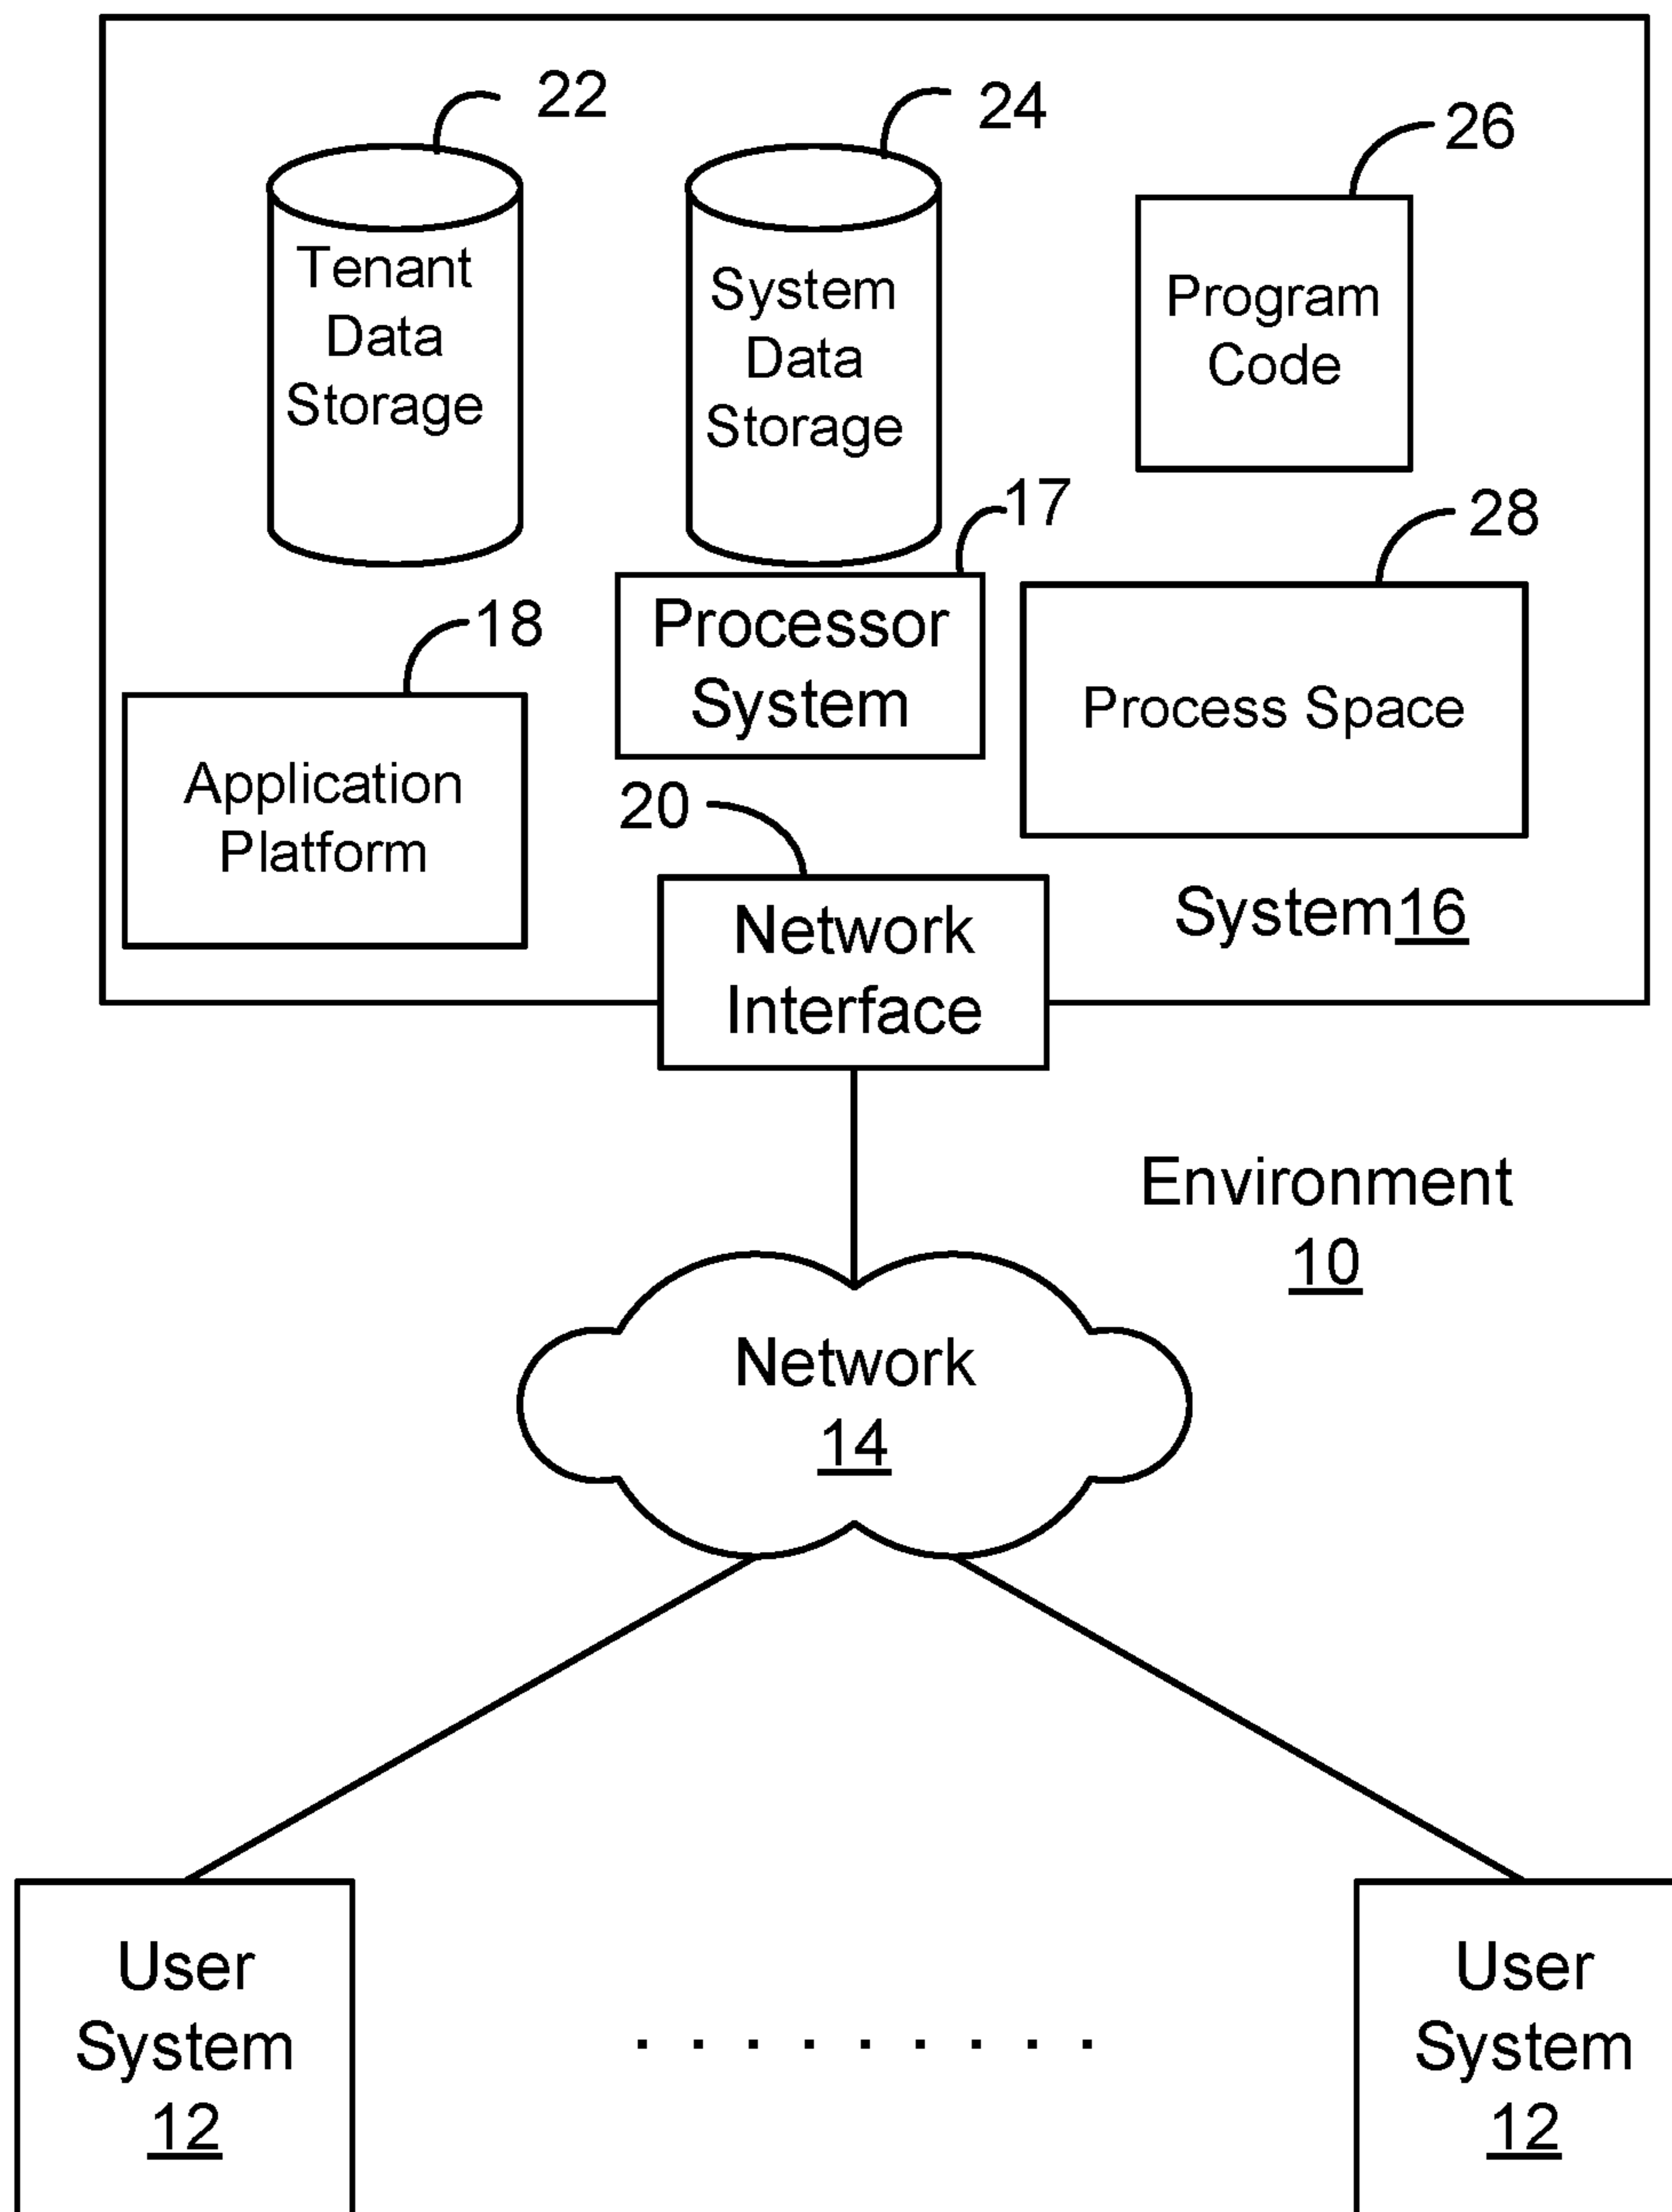 22
24
26
Tenant
Data
Storage
System
Data
Storage
Program
Code
17
28
18
Processor
System
Process Space
Application
Platform
20
Network
Interface
System16
Environment
10
Network
14
User
System
12
. . . . . . . . .
User
System
12